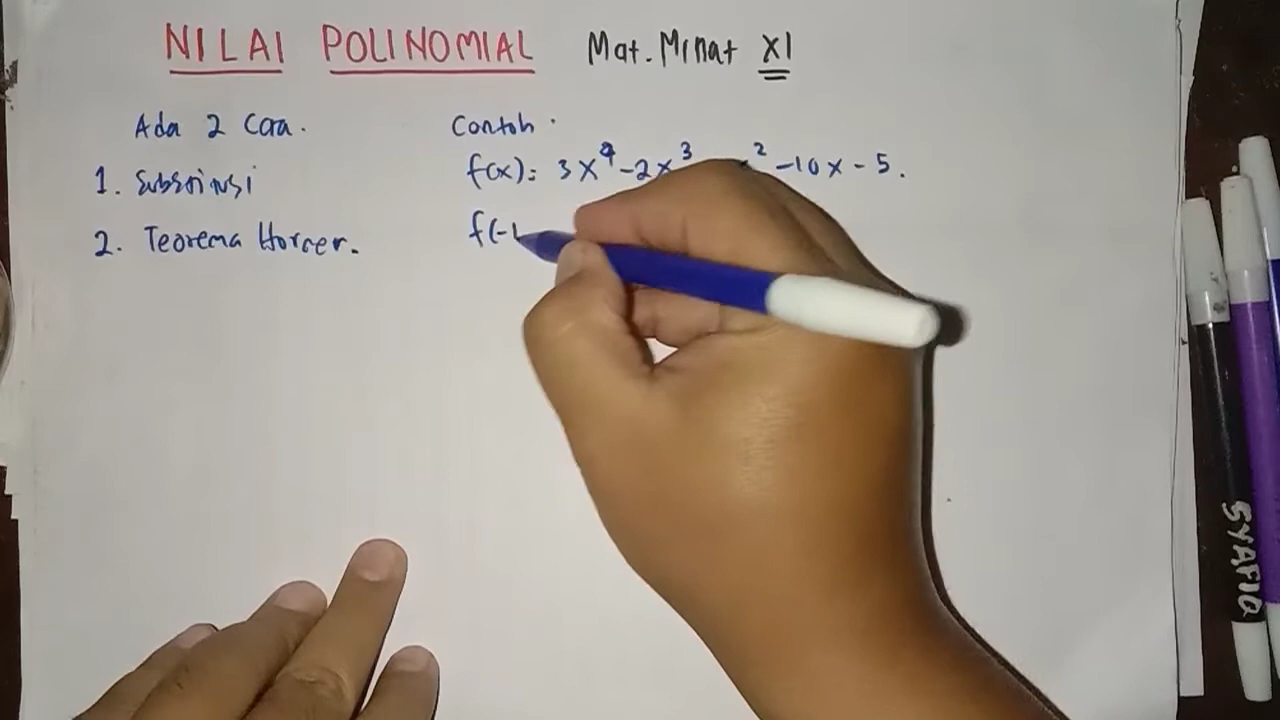 NILAI POLINOMIAL Mat. Minat XI
Ada 2 Cara.
1. Substinsi
2. Teorema Horner.
Contoh.
f(x) = 3x⁴ - 2x³ ² - 10x - 5.
f(-1
SYAFIQ